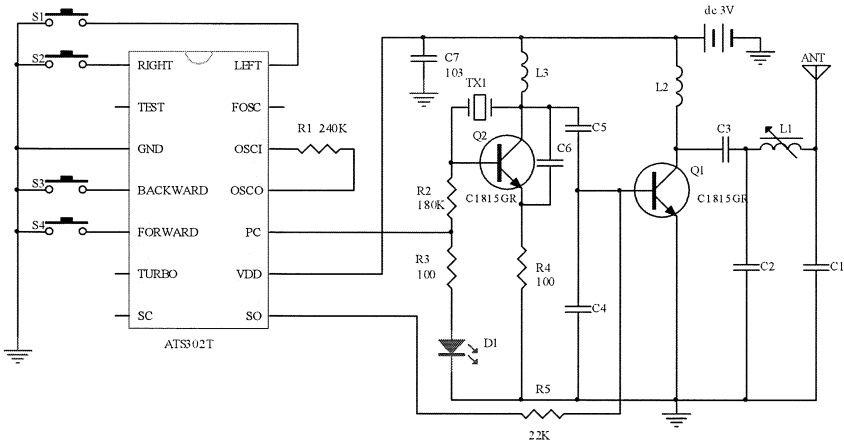 dc 3V
S1
S2
RIGHT LEFT
C7
103
TX1
L3
L2
ANT
TEST FOSC
R1 240K
C5
C3
L1
GND OSCI
Q2
C6
Q1
S3
BACKWARD OSCO
R2
180K
C1815GR
C1815GR
S4
FORWARD PC
R3
100
R4
100
C2
C1
TURBO VDD
C4
SC SO
ATS302T
D1
R5
22K